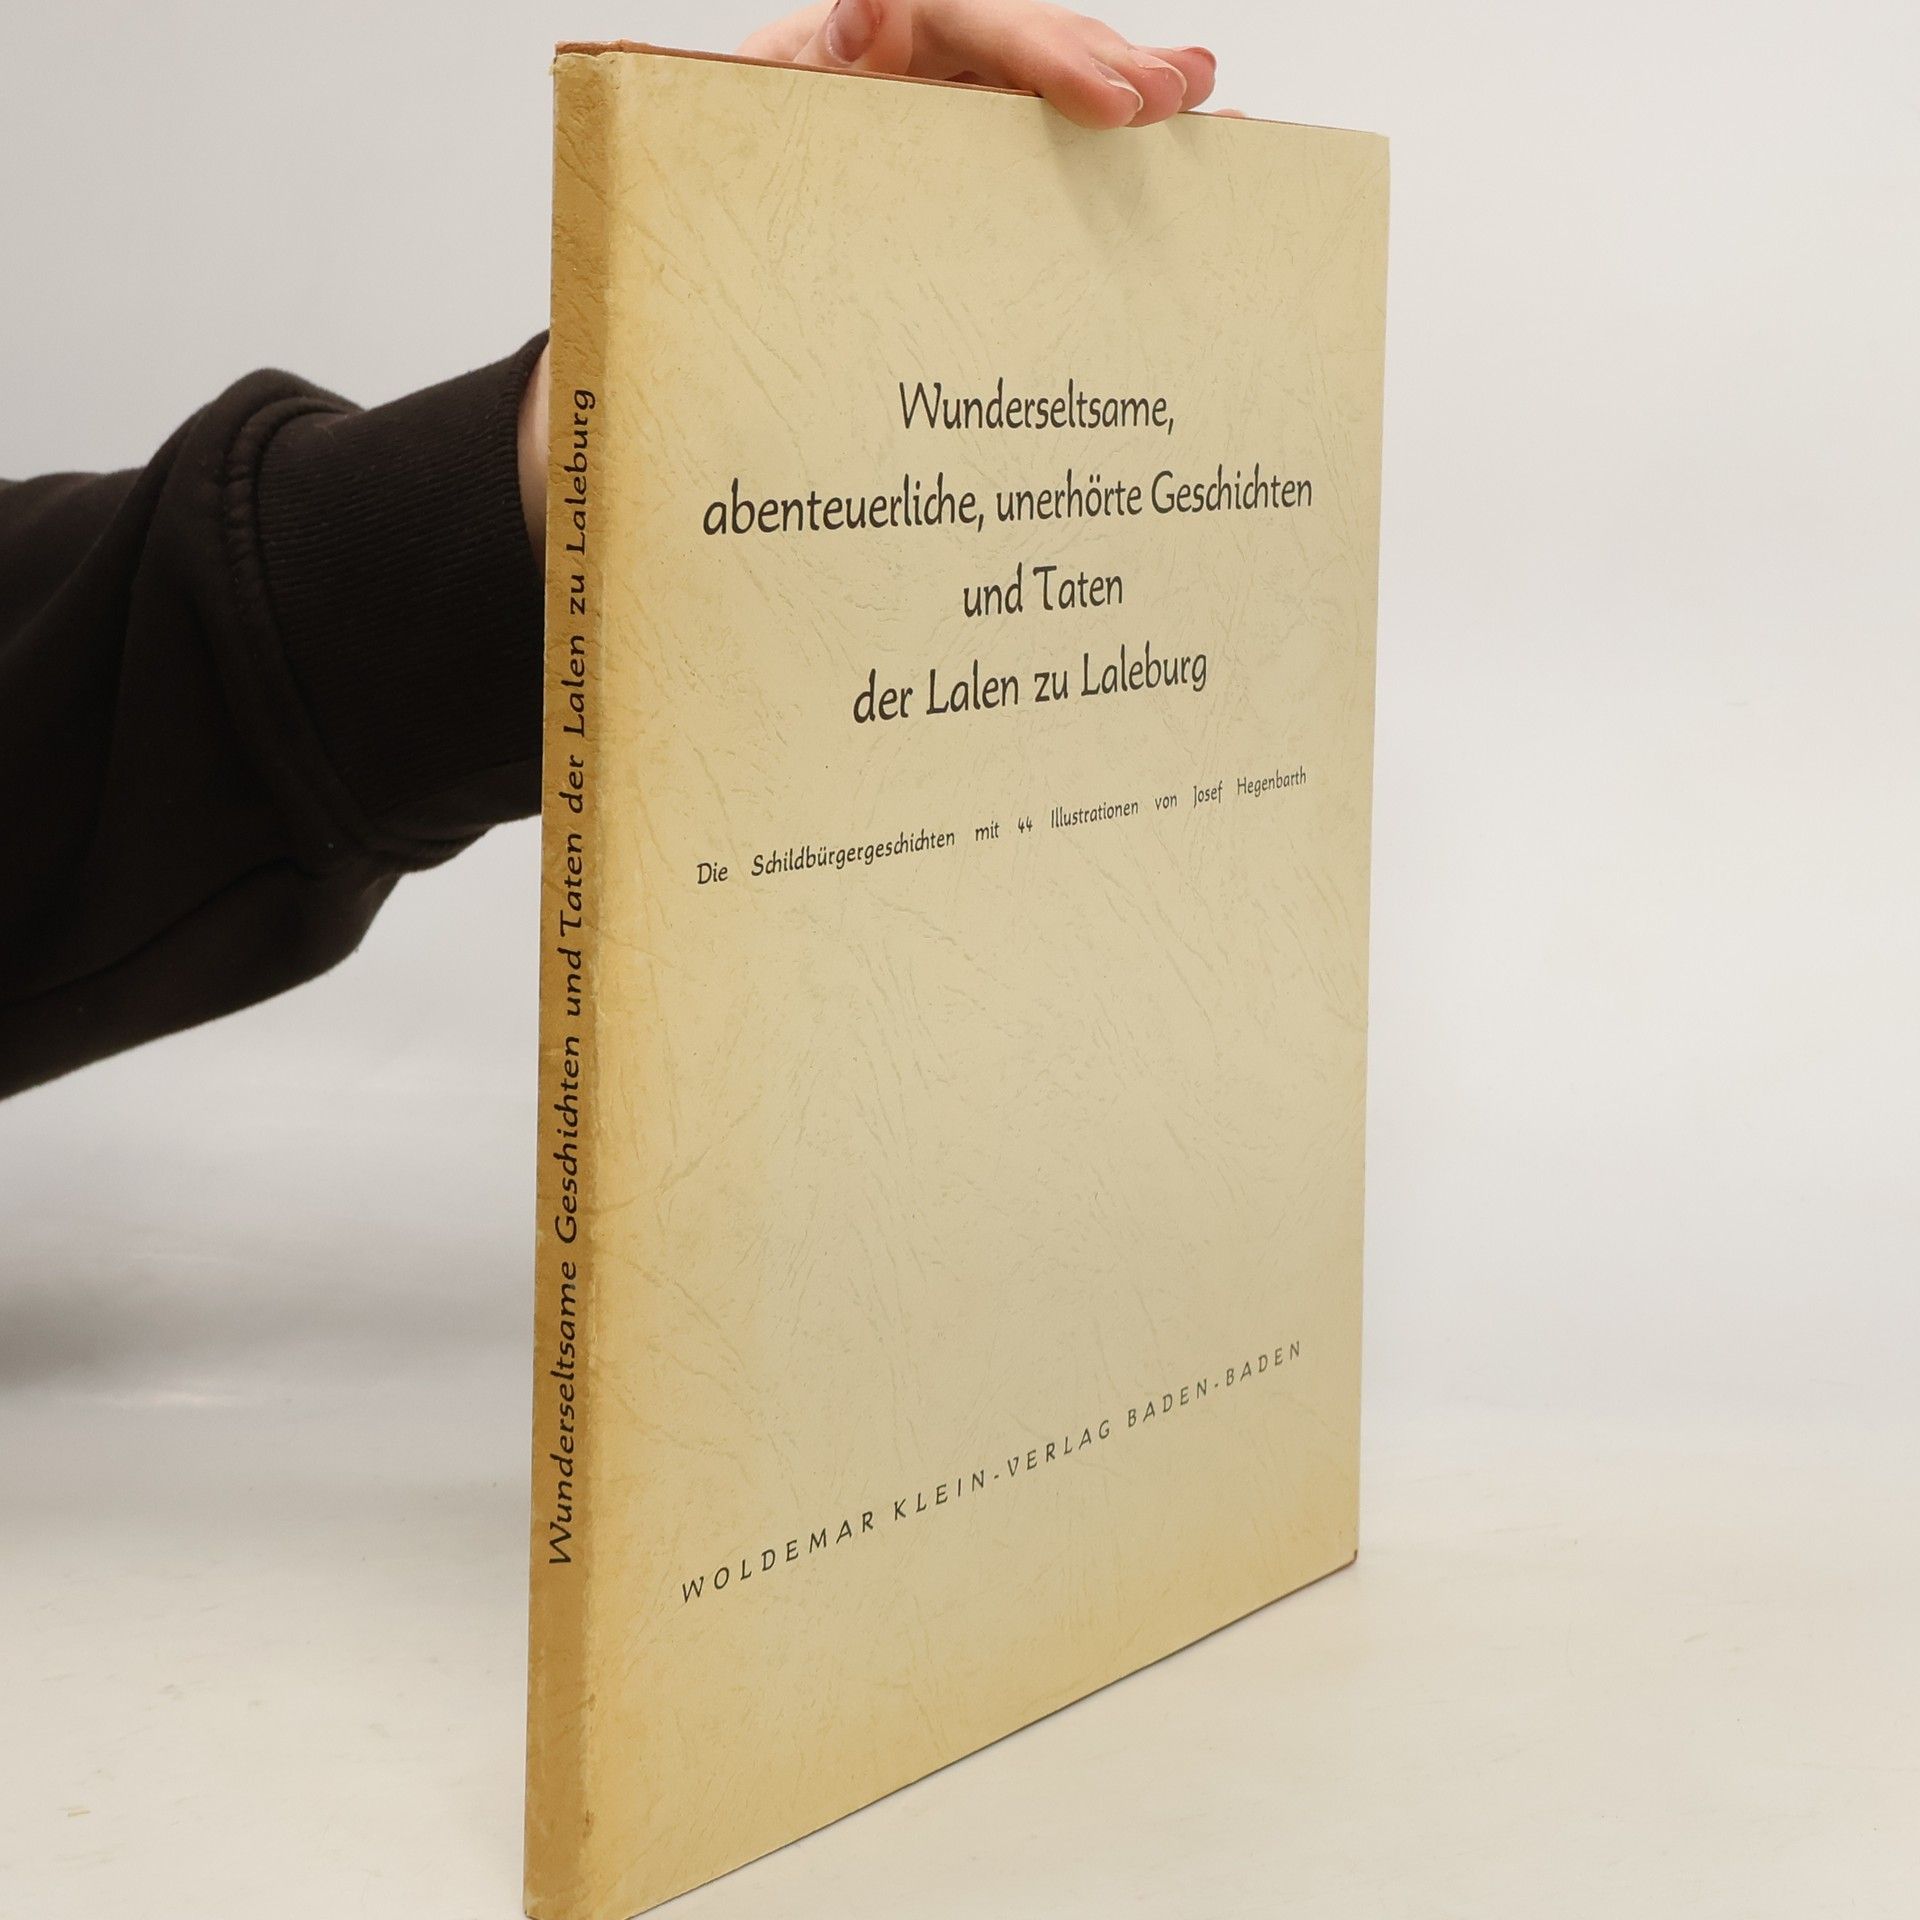 Wunderseltsame Geschichten und Taten der Lalen zu Laleburg
Wunderseltsame,
abenteuerliche, unerhörte Geschichten
und Taten
der Lalen zu Laleburg
Die Schildbürgergeschichten mit 44 Illustrationen von Josef Hegenbarth
WOLDEMAR KLEIN-VERLAG BADEN-BADEN